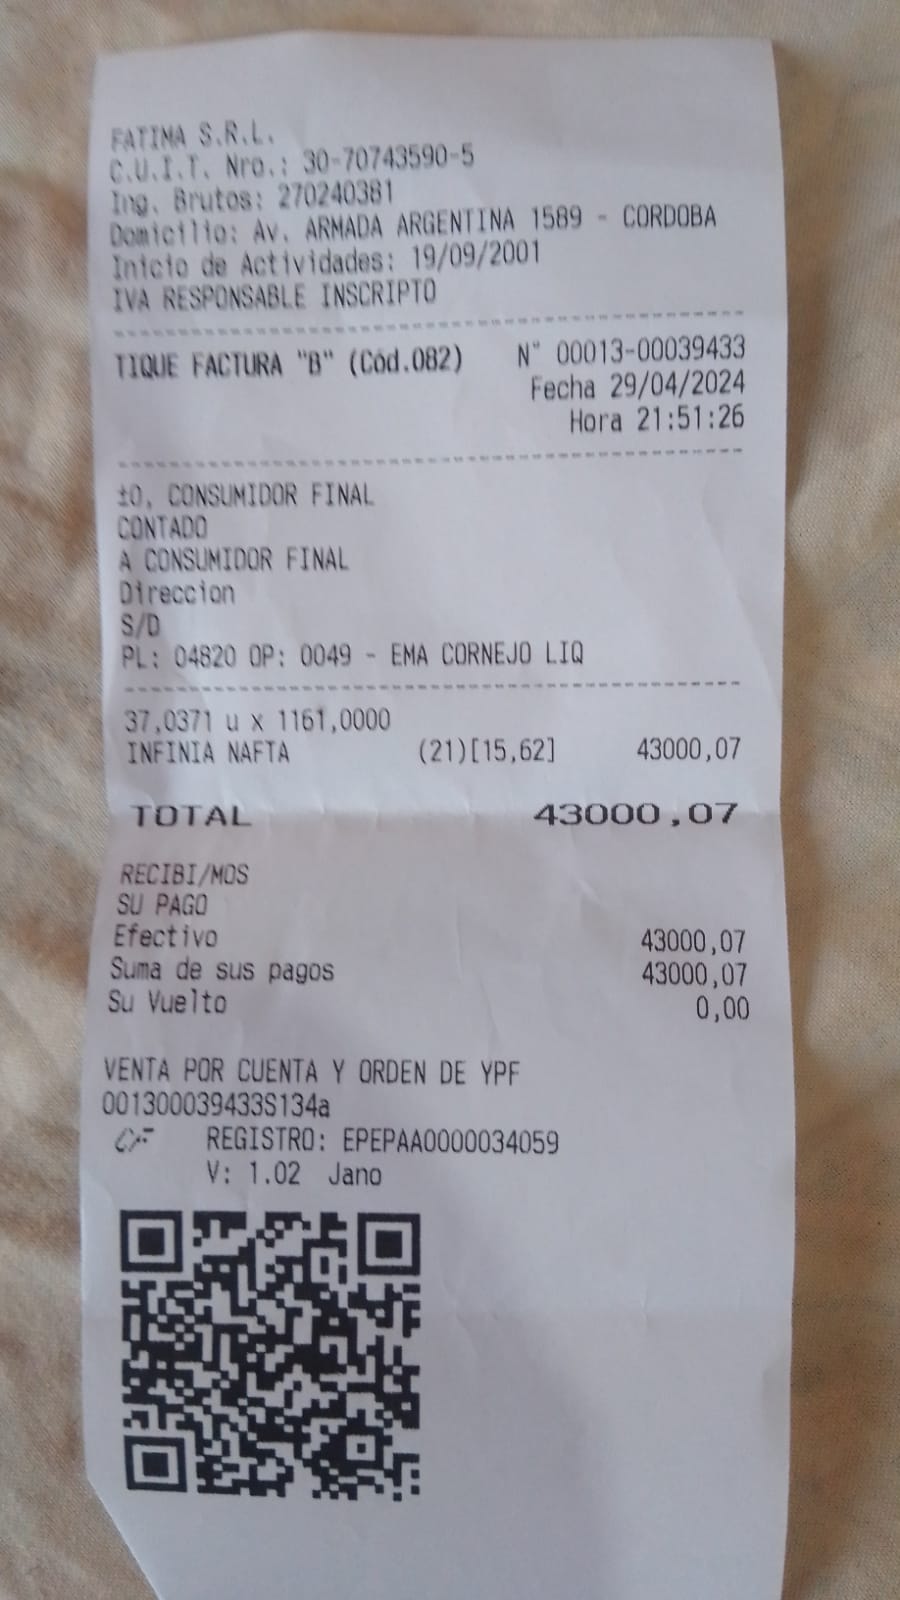 FATIMA S.R.L.
C.U.I.T. Nro.: 30-70743590-5
Ing. Brutos: 270240381
Domicilio: Av. ARMADA ARGENTINA 1589 - CORDOBA
Inicio de Actividades: 19/09/2001
IVA RESPONSABLE INSCRIPTO
TIQUE FACTURA "B" (Cód.082) N° 00013-00039433
Fecha 29/04/2024
Hora 21:51:26
±0, CONSUMIDOR FINAL
CONTADO
A CONSUMIDOR FINAL
Direccion
S/D
PL: 04820 OP: 0049 - EMA CORNEJO LIQ
37,0371 u x 1161,0000
INFINIA NAFTA (21)[15,62] 43000,07
TOTAL 43000,07
RECIBI/MOS
SU PAGO
Efectivo 43000,07
Suma de sus pagos 43000,07
Su Vuelto 0,00
VENTA POR CUENTA Y ORDEN DE YPF
001300039433S134a
CF REGISTRO: EPEPAA0000034059
V: 1.02 Jano